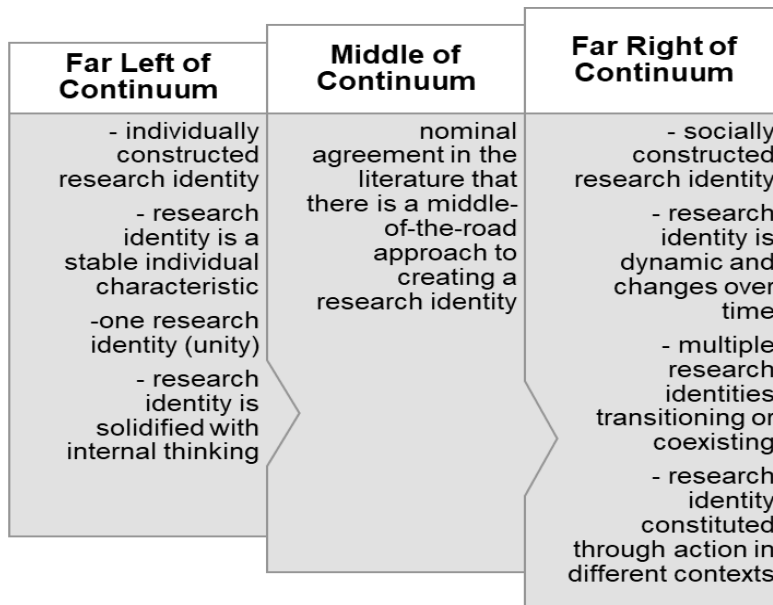 Far Left of
Continuum
- individually
constructed
research identity
- research
identity is a
stable individual
characteristic
-one research
identity (unity)
- research
identity is
solidified with
internal thinking
Middle of
Continuum
nominal
agreement in the
literature that
there is a middle-
of-the-road
approach to
creating a
research identity
Far Right of
Continuum
- socially
constructed
research identity
- research
identity is
dynamic and
changes over
time
- multiple
research
identities
transitioning or
coexisting
- research
identity
constituted
through action in
different contexts